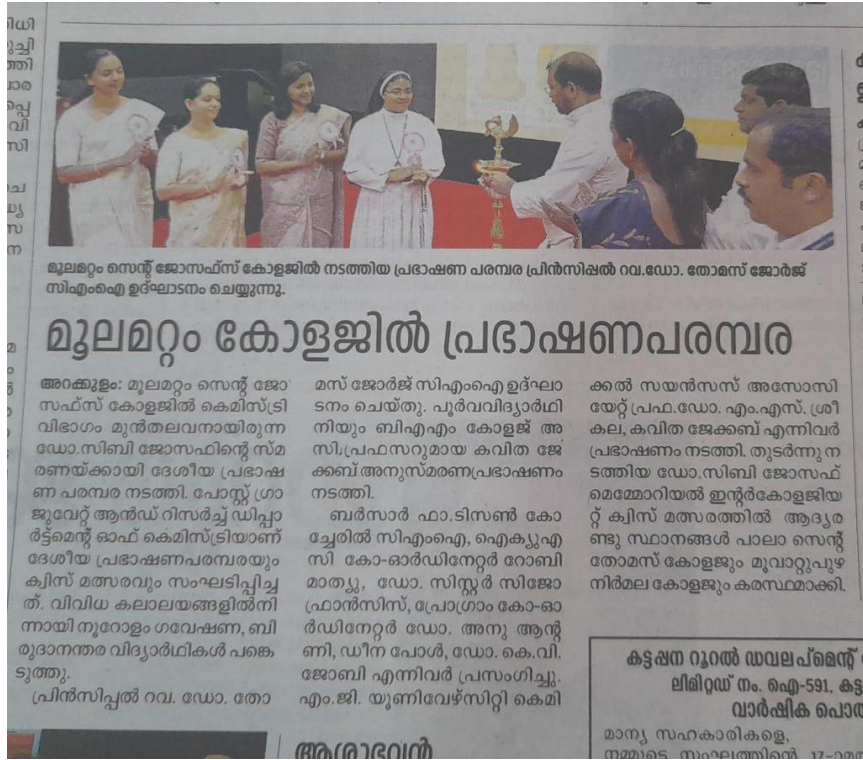 മൂലമറ്റം സെന്റ് ജോസഫ്സ് കോളജിൽ നടത്തിയ പ്രഭാഷണ പരമ്പര പ്രിൻസിപ്പൽ റവ.ഡോ. തോമസ് ജോർജ്
സിഎംഐ ഉദ്ഘാടനം ചെയ്യുന്നു.
മൂലമറ്റം കോളജിൽ പ്രഭാഷണപരമ്പര
അറക്കുളം: മൂലമറ്റം സെന്റ് ജോ
സഫ്സ് കോളജിൽ കെമിസ്ട്രി
വിഭാഗം മുൻതലവനായിരുന്ന
ഡോ.സിബി ജോസഫിന്റെ സ്മ
രണയ്ക്കായി ദേശീയ പ്രഭാഷ
ണ പരമ്പര നടത്തി. പോസ്റ്റ് ഗ്രാ
ജുവേറ്റ് ആൻഡ് റിസർച്ച് ഡിപ്പാ
ർട്ട്മെന്റ് ഓഫ് കെമിസ്ട്രിയാണ്
ദേശീയ പ്രഭാഷണപരമ്പരയും
ക്വിസ് മത്സരവും സംഘടിപ്പിച്ച
ത്. വിവിധ കലാലയങ്ങളിൽനി
ന്നായി നൂറോളം ഗവേഷണ, ബി
രുദാനന്തര വിദ്യാർഥികൾ പങ്കെ
ടുത്തു.
പ്രിൻസിപ്പൽ റവ. ഡോ. തോ
മസ് ജോർജ് സിഎംഐ ഉദ്ഘാ
ടനം ചെയ്തു. പൂർവവിദ്യാർഥി
നിയും ബിഎഎം കോളജ് അ
സി.പ്രഫസറുമായ കവിത ജേ
ക്കബ് അനുസ്മരണപ്രഭാഷണം
നടത്തി.
ബർസാർ ഫാ.ടിസൺ കോ
ച്ചേരിൽ സിഎംഐ, ഐക്യുഎ
സി കോ-ഓർഡിനേറ്റർ റോബി
മാത്യു, ഡോ. സിസ്റ്റർ സിജോ
ഫ്രാൻസിസ്, പ്രോഗ്രാം കോ-ഓ
ർഡിനേറ്റർ ഡോ. അനു ആന്റ
ണി, ഡീന പോൾ, ഡോ. കെ.വി.
ജോബി എന്നിവർ പ്രസംഗിച്ചു.
എം.ജി. യൂണിവേഴ്സിറ്റി കെമി
ക്കൽ സയൻസസ് അസോസി
യേറ്റ് പ്രഫ.ഡോ. എം.എസ്. ശ്രീ
കല, കവിത ജേക്കബ് എന്നിവർ
പ്രഭാഷണം നടത്തി. തുടർന്നു ന
ടത്തിയ ഡോ.സിബി ജോസഫ്
മെമ്മോറിയൽ ഇന്റർകോളജിയ
റ്റ് ക്വിസ് മത്സരത്തിൽ ആദ്യര
ണ്ടു സ്ഥാനങ്ങൾ പാലാ സെന്റ്
തോമസ് കോളജും മൂവാറ്റുപുഴ
നിർമല കോളജും കരസ്ഥമാക്കി.
കട്ടപ്പന റൂറൽ ഡവലപ്മെന്റ്
ലിമിറ്റഡ് നം. ഐ-591, കട്ട
വാർഷിക പൊത
മാന്യ സഹകാരികളെ,
നമ്മുടെ സംഘത്തിന്റെ
ആശാഭവൻ